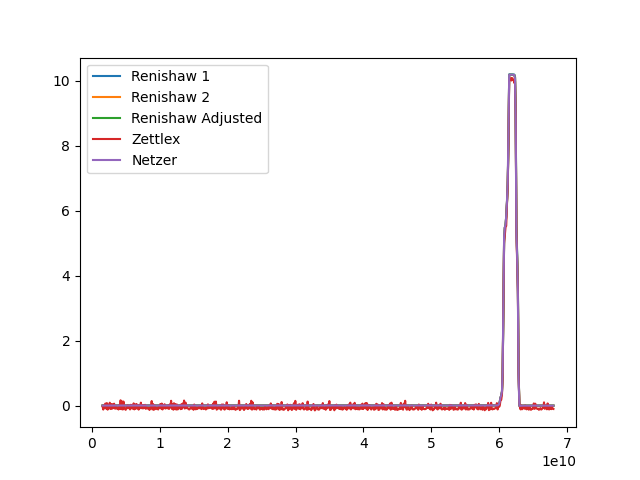 Renishaw 1
Renishaw 2
Renishaw Adjusted
Zettlex
Netzer
10
8
6
4
2
0
0 1 2 3 4 5 6 7
1e10